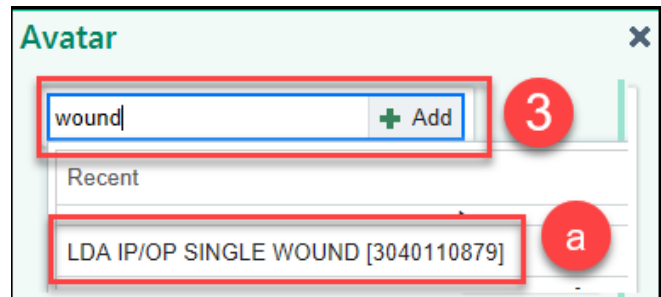 Avatar
wound
Add
3
Recent
LDA IP/OP SINGLE WOUND [3040110879]
a